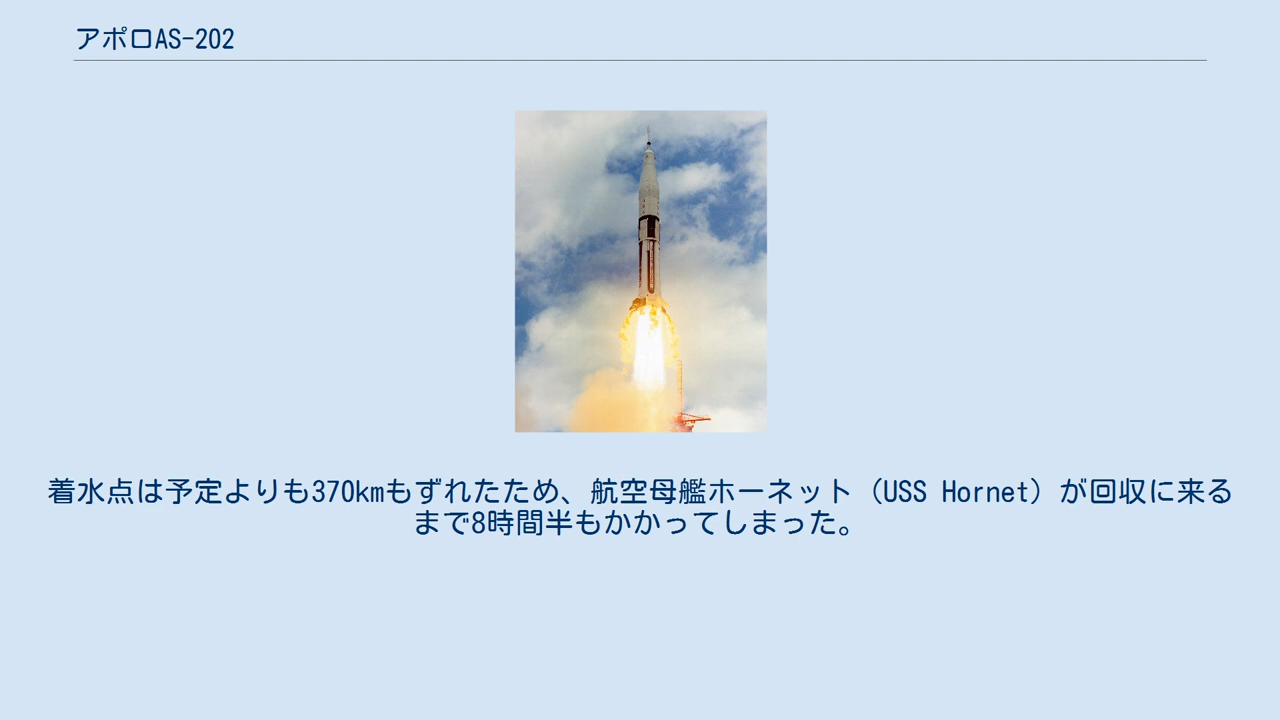 アポロAS-202
着水点は予定よりも370kmもずれたため、航空母艦ホーネット（USS Hornet）が回収に来る
まで8時間半もかかってしまった。